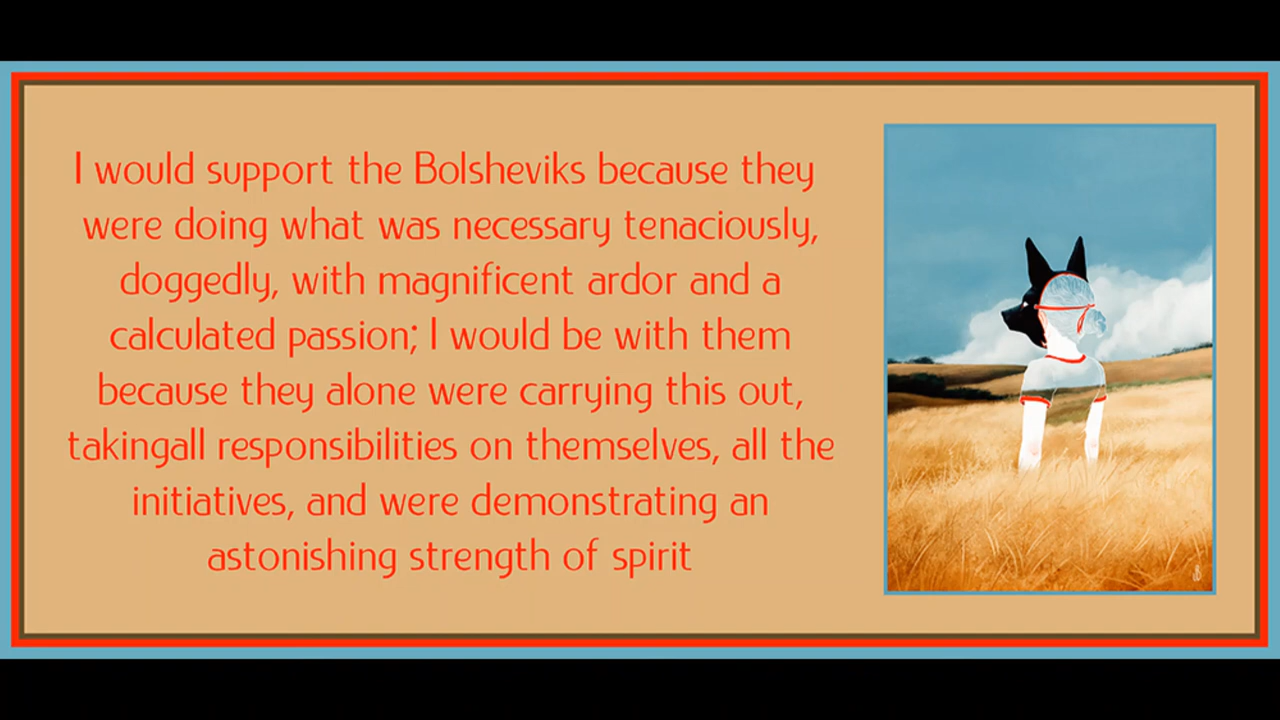 I would support the Bolsheviks because they
were doing what was necessary tenaciously,
doggedly, with magnificent ardor and a
calculated passion; I would be with them
because they alone were carrying this out,
takingall responsibilities on themselves, all the
initiatives, and were demonstrating an
astonishing strength of spirit